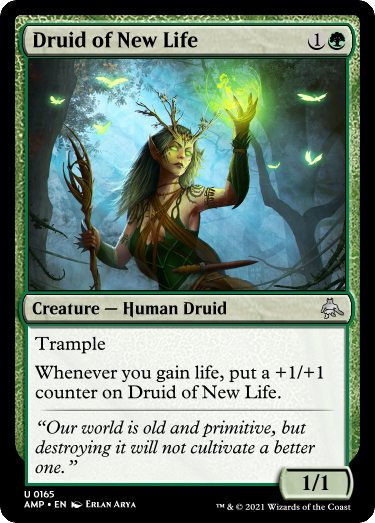 Druid of New Life 1
Creature — Human Druid
Trample
Whenever you gain life, put a +1/+1
counter on Druid of New Life.
“Our world is old and primitive, but
destroying it will not cultivate a better
one.”
1/1
U 0165
AMP • EN Erlan Arya
™ & © 2021 Wizards of the Coast